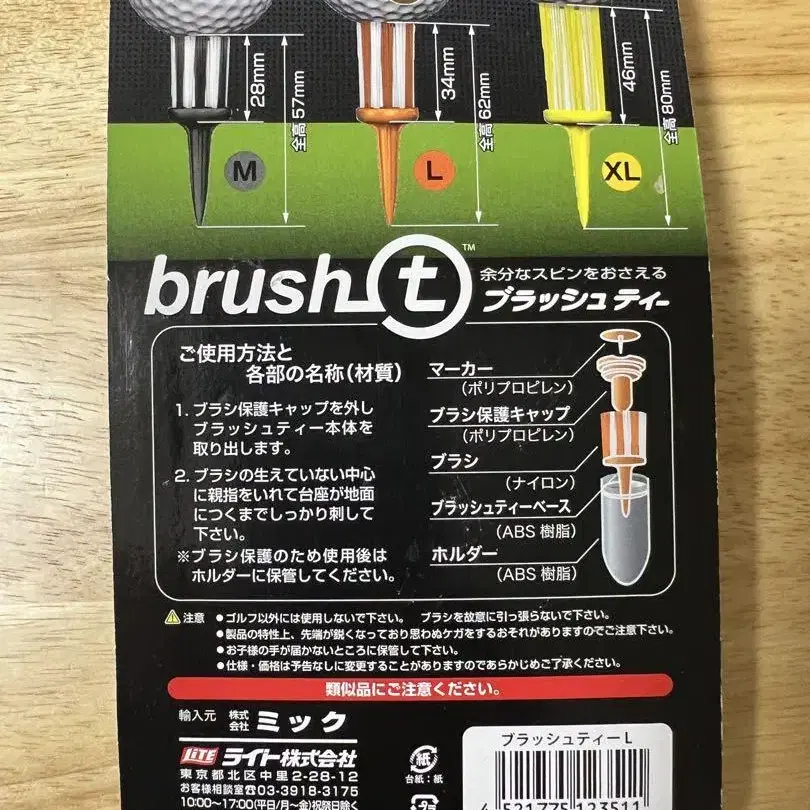 28mm
全高57mm
34mm
全高62mm
46mm
全高80mm
M
L
XL
brush t ™
余分なスピンをおさえる
ブラッシュティー
ご使用方法と
各部の名称(材質)
1. ブラシ保護キャップを外し
ブラッシュティー本体を
取り出します。
2. ブラシの生えていない中心
に親指をいれて台座が地面
につくまでしっかり刺して
下さい。
※ブラシ保護のため使用後は
ホルダーに保管してください。
マーカー
(ポリプロピレン)
ブラシ保護キャップ
(ポリプロピレン)
ブラシ
(ナイロン)
ブラッシュティーベース
(ABS 樹脂)
ホルダー
(ABS 樹脂)
注意 ●ゴルフ以外には使用しないで下さい。 ブラシを故意に引っ張らないで下さい。
●製品の特性上、先端が鋭くなっており思わぬケガをするおそれがありますのでご注意下さい。
●お子様の手が届かないところに保管して下さい。
●仕様・価格は予告なしに変更することがありますのであらかじめご了承ください。
類似品にご注意ください。
輸入元 株式会社 ミック
LiTE ライト株式会社
東京都北区中里2-28-12
お客様相談室☎03-3918-3175
10:00~17:00(平日/月~金)祝祭日除く
紙
台紙:紙
ブラッシュティーL
4 521775 123511